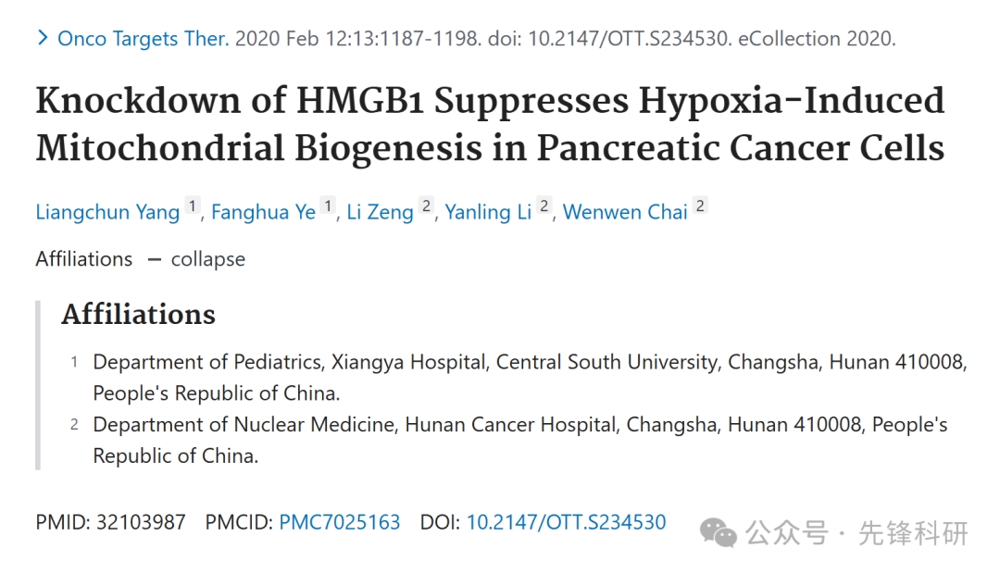 > Onco Targets Ther. 2020 Feb 12:13:1187-1198. doi: 10.2147/OTT.S234530. eCollection 2020.
Knockdown of HMGB1 Suppresses Hypoxia-Induced
Mitochondrial Biogenesis in Pancreatic Cancer Cells
Liangchun Yang 1, Fanghua Ye 1, Li Zeng 2, Yanling Li 2, Wenwen Chai 2
Affiliations — collapse
Affiliations
1 Department of Pediatrics, Xiangya Hospital, Central South University, Changsha, Hunan 410008,
People's Republic of China.
2 Department of Nuclear Medicine, Hunan Cancer Hospital, Changsha, Hunan 410008, People's
Republic of China.
PMID: 32103987 PMCID: PMC7025163 DOI: 10.2147/OTT.S234530
公众号 · 先锋科研